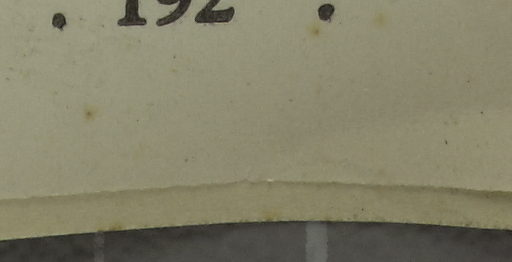 . 192 .